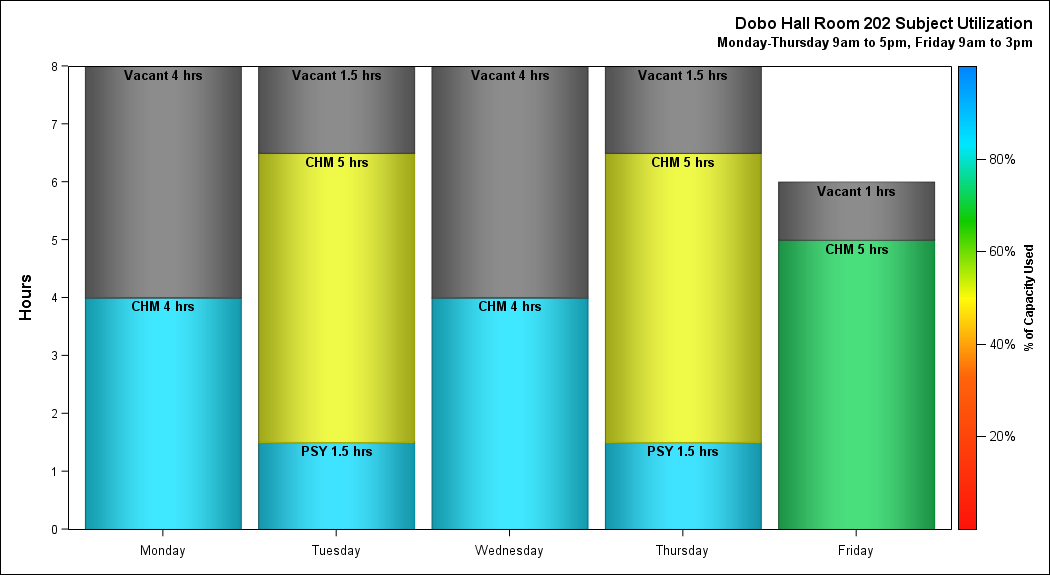 Dobo Hall Room 202 Subject Utilization
Monday-Thursday 9am to 5pm, Friday 9am to 3pm
Hours
8
7
6
5
4
3
2
1
0
Vacant 4 hrs
CHM 4 hrs
Vacant 1.5 hrs
CHM 5 hrs
PSY 1.5 hrs
Vacant 4 hrs
CHM 4 hrs
Vacant 1.5 hrs
CHM 5 hrs
PSY 1.5 hrs
Vacant 1 hrs
CHM 5 hrs
Monday
Tuesday
Wednesday
Thursday
Friday
80%
60%
40%
20%
% of Capacity Used